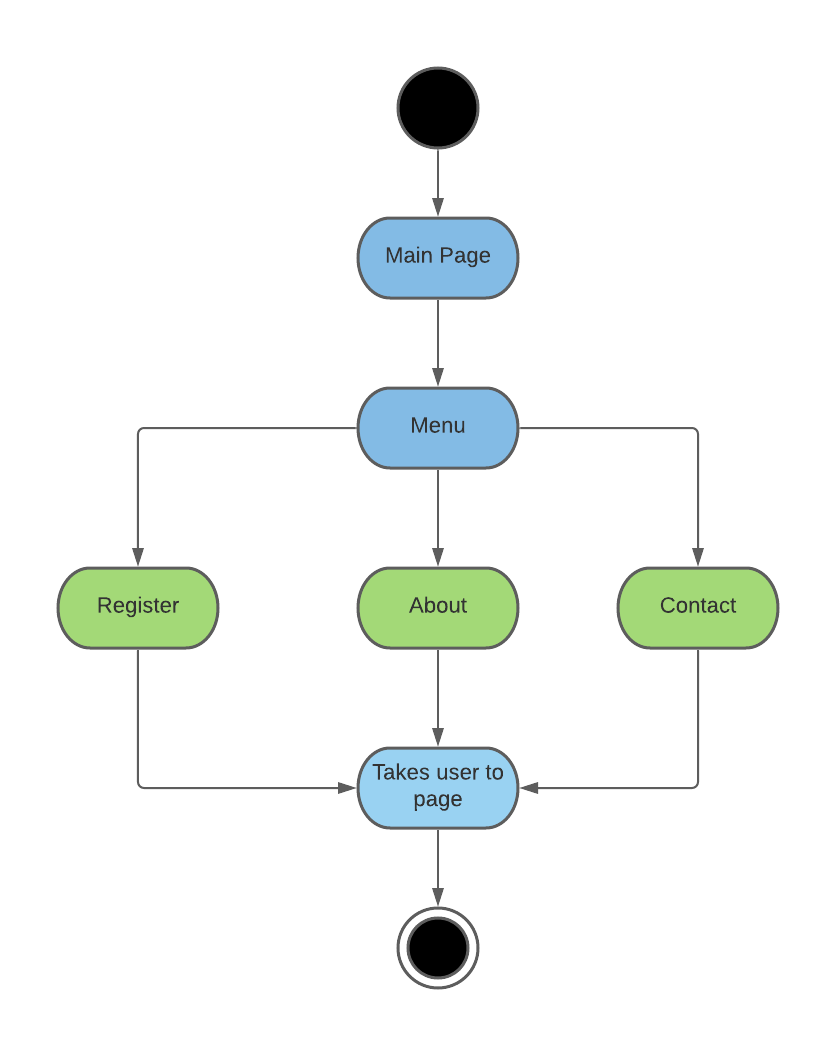 Main Page
Menu
Register
About
Contact
Takes user to
page